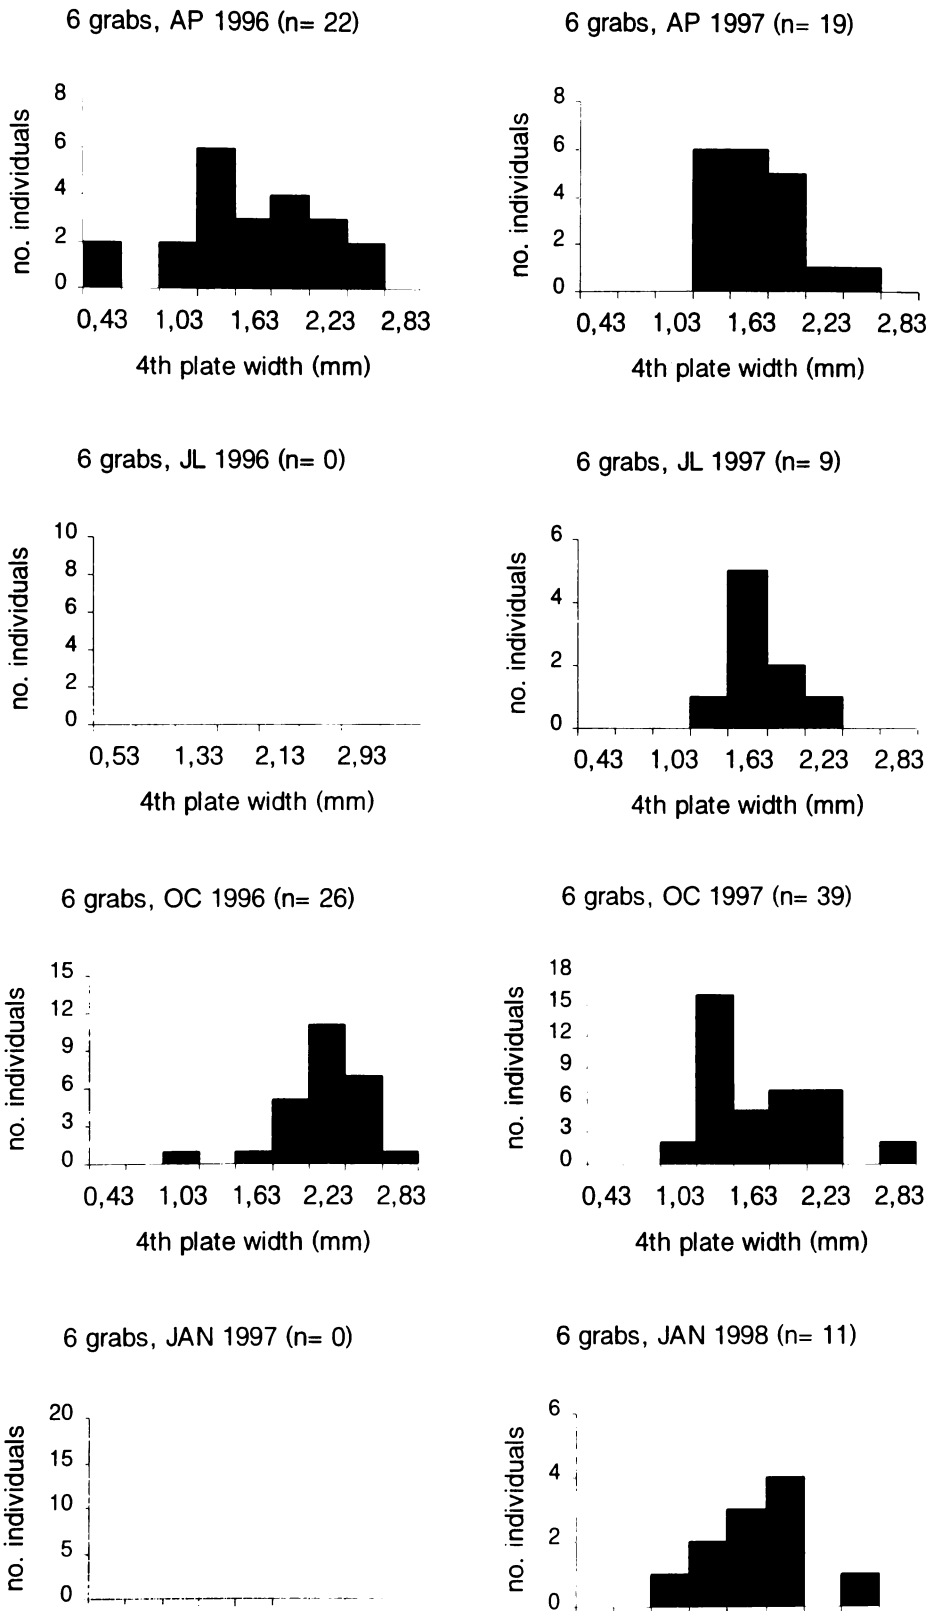 6 grabs, AP 1996 (n= 22)
8
6
4
2
0
no. individuals
0,43 1,03 1,63 2,23 2,83
4th plate width (mm)
6 grabs, AP 1997 (n= 19)
8
6
4
2
0
no. individuals
0,43 1,03 1,63 2,23 2,83
4th plate width (mm)
6 grabs, JL 1996 (n= 0)
10
8
6
4
2
0
no. individuals
0,53 1,33 2,13 2,93
4th plate width (mm)
6 grabs, JL 1997 (n= 9)
6
4
2
0
no. individuals
0,43 1,03 1,63 2,23 2,83
4th plate width (mm)
6 grabs, OC 1996 (n= 26)
15
12
9
6
3
0
no. individuals
0,43 1,03 1,63 2,23 2,83
4th plate width (mm)
6 grabs, OC 1997 (n= 39)
18
15
12
9
6
3
0
no. individuals
0,43 1,03 1,63 2,23 2,83
4th plate width (mm)
6 grabs, JAN 1997 (n= 0)
20
15
10
5
0
no. individuals
6 grabs, JAN 1998 (n= 11)
6
4
2
0
no. individuals